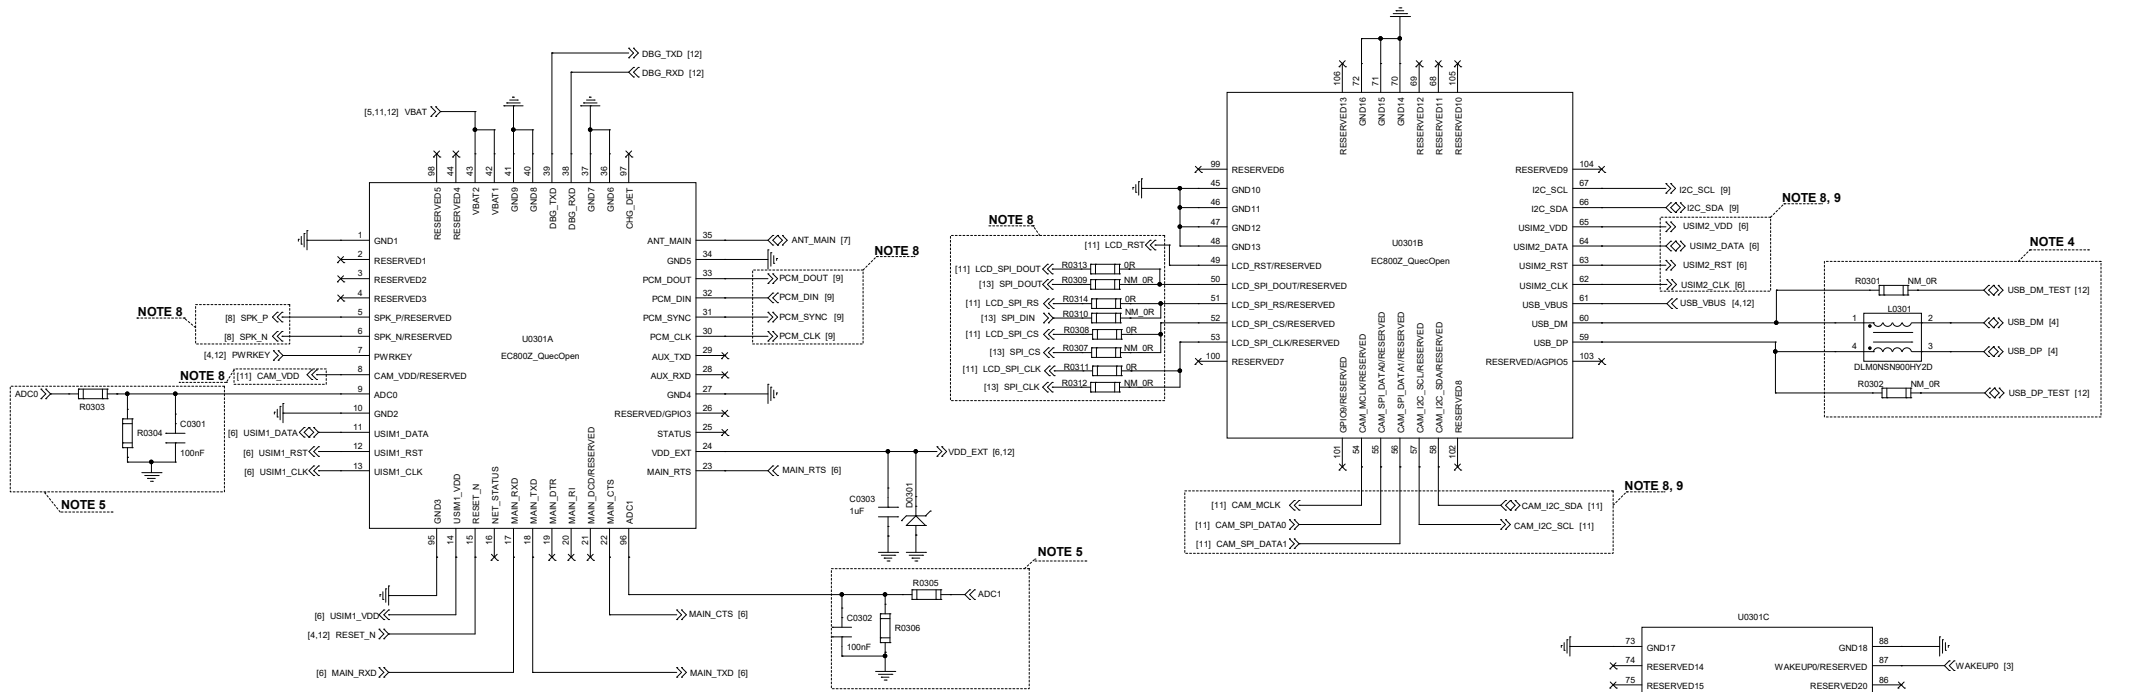 DBG_TXD [12]
DBG_RXD [12]
[5,11,12] VBAT
98 44 43 42 41 40 39 38 37 36 97
RESERVED5
RESERVED4
VBAT2
VBAT1
GND9
GND8
DBG_TXD
DBG_RXD
GND7
GND6
CHG_DET
1 GND1
2 RESERVED1
3 RESERVED2
4 RESERVED3
NOTE 8
[8] SPK_P 5 SPK_P/RESERVED
[8] SPK_N 6 SPK_N/RESERVED
[4,12] PWRKEY 7 PWRKEY
NOTE 8 [11] CAM_VDD 8 CAM_VDD/RESERVED
ADC0 R0303 9 ADC0
R0304 C0301
100nF
10 GND2
[6] USIM1_DATA 11 USIM1_DATA
[6] USIM1_RST 12 USIM1_RST
[6] USIM1_CLK 13 UISM1_CLK
NOTE 5
U0301A
EC800Z_QuecOpen
ANT_MAIN 35 ANT_MAIN [7]
GND5 34
NOTE 8
PCM_DOUT 33 PCM_DOUT [9]
PCM_DIN 32 PCM_DIN [9]
PCM_SYNC 31 PCM_SYNC [9]
PCM_CLK 30 PCM_CLK [9]
AUX_TXD 29
AUX_RXD 28
GND4 27
RESERVED/GPIO3 26
STATUS 25
VDD_EXT 24 VDD_EXT [6,12]
MAIN_RTS 23 MAIN_RTS [6]
C0303
1uF
D0301
GND3
USIM1_VDD
RESET_N
NET_STATUS
MAIN_RXD
MAIN_TXD
MAIN_DTR
MAIN_RI
MAIN_DCD/RESERVED
MAIN_CTS
ADC1
95 14 15 16 17 18 19 20 21 22 96
[6] USIM1_VDD
[4,12] RESET_N
[6] MAIN_RXD
MAIN_CTS [6]
MAIN_TXD [6]
NOTE 5
R0305 ADC1
C0302
100nF
R0306
106 72 71 70 69 68 105
RESERVED13
GND16
GND15
GND14
RESERVED12
RESERVED11
RESERVED10
99 RESERVED6
45 GND10
46 GND11
47 GND12
48 GND13
NOTE 8
[11] LCD_RST 49 LCD_RST/RESERVED
[11] LCD_SPI_DOUT R0313 0R
[13] SPI_DOUT R0309 NM_0R 50 LCD_SPI_DOUT/RESERVED
[11] LCD_SPI_RS R0314 0R 51 LCD_SPI_RS/RESERVED
[13] SPI_DIN R0310 NM_0R
[11] LCD_SPI_CS R0308 0R 52 LCD_SPI_CS/RESERVED
[13] SPI_CS R0307 NM_0R 53 LCD_SPI_CLK/RESERVED
[11] LCD_SPI_CLK R0311 0R 100 RESERVED7
[13] SPI_CLK R0312 NM_0R
U0301B
EC800Z_QuecOpen
RESERVED9 104
I2C_SCL 67 I2C_SCL [9]
I2C_SDA 66 I2C_SDA [9]
NOTE 8, 9
USIM2_VDD 65 USIM2_VDD [6]
USIM2_DATA 64 USIM2_DATA [6]
USIM2_RST 63 USIM2_RST [6]
USIM2_CLK 62 USIM2_CLK [6]
USB_VBUS 61 USB_VBUS [4,12]
USB_DM 60
USB_DP 59
RESERVED/AGPIO5 103
NOTE 4
R0301 NM_0R USB_DM_TEST [12]
L0301
1 2 USB_DM [4]
4 3 USB_DP [4]
DLM0NSN900HY2D
R0302 NM_0R USB_DP_TEST [12]
GPIO9/RESERVED
CAM_MCLK/RESERVED
CAM_SPI_DATA0/RESERVED
CAM_SPI_DATA1/RESERVED
CAM_I2C_SCL/RESERVED
CAM_I2C_SDA/RESERVED
RESERVED8
101 54 55 56 57 58 102
NOTE 8, 9
[11] CAM_MCLK CAM_I2C_SDA [11]
[11] CAM_SPI_DATA0 CAM_I2C_SCL [11]
[11] CAM_SPI_DATA1
U0301C
73 GND17 GND18 88
74 RESERVED14 WAKEUP0/RESERVED 87 WAKEUP0 [3]
75 RESERVED15 RESERVED20 86